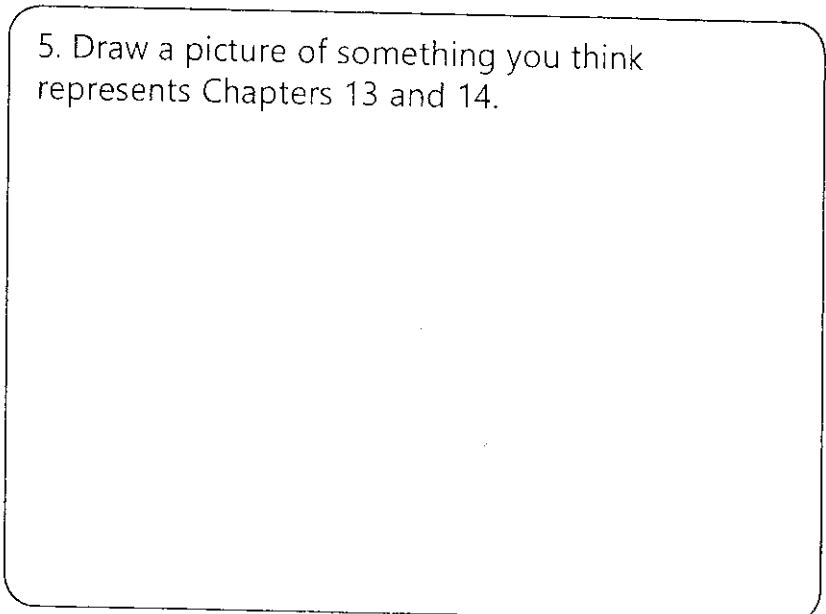 5. Draw a picture of something you think
represents Chapters 13 and 14.